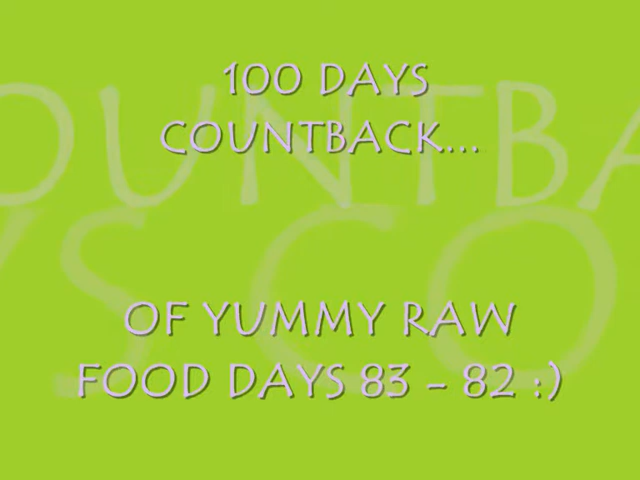 100 DAYS
COUNTBACK...
OF YUMMY RAW
FOOD DAYS 83 - 82 :)